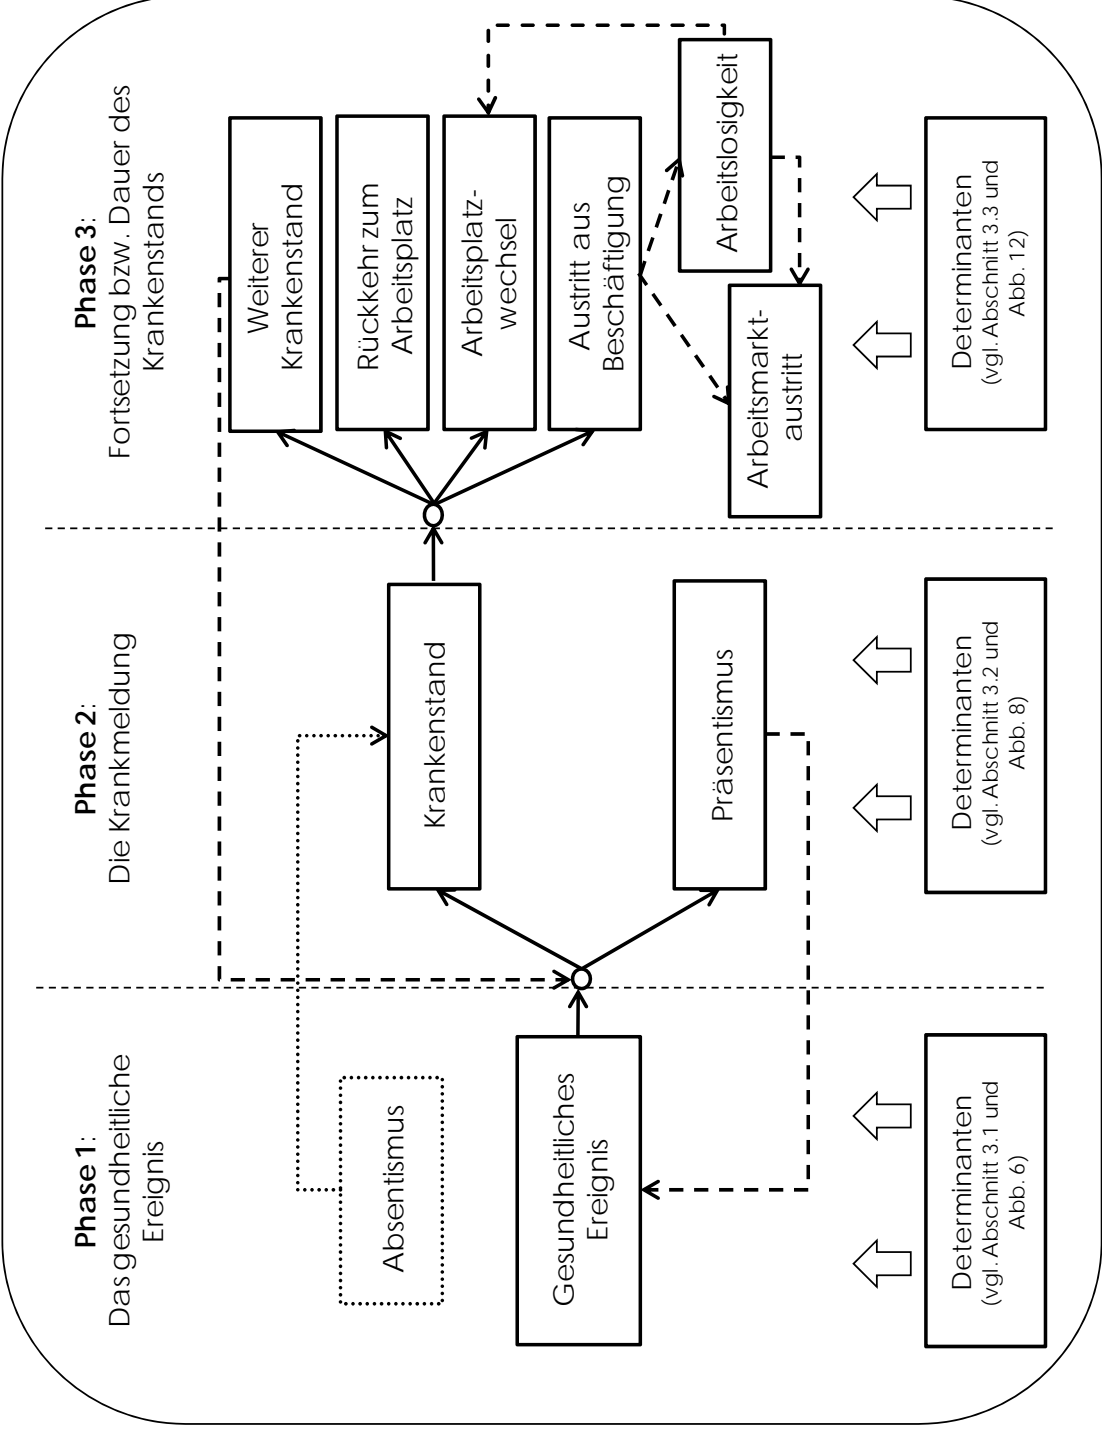 Phase 1:
Das gesundheitliche
Ereignis
Phase 2:
Die Krankmeldung
Phase 3:
Fortsetzung bzw. Dauer des
Krankenstands
Absentismus
Gesundheitliches
Ereignis
Krankenstand
Präsentismus
Weiterer
Krankenstand
Rückkehr zum
Arbeitsplatz
Arbeitsplatz-
wechsel
Austritt aus
Beschäftigung
Arbeitsmarkt-
austritt
Arbeitslosigkeit
Determinanten
(vgl. Abschnitt 3.1 und
Abb. 6)
Determinanten
(vgl. Abschnitt 3.2 und
Abb. 8)
Determinanten
(vgl. Abschnitt 3.3 und
Abb. 12)